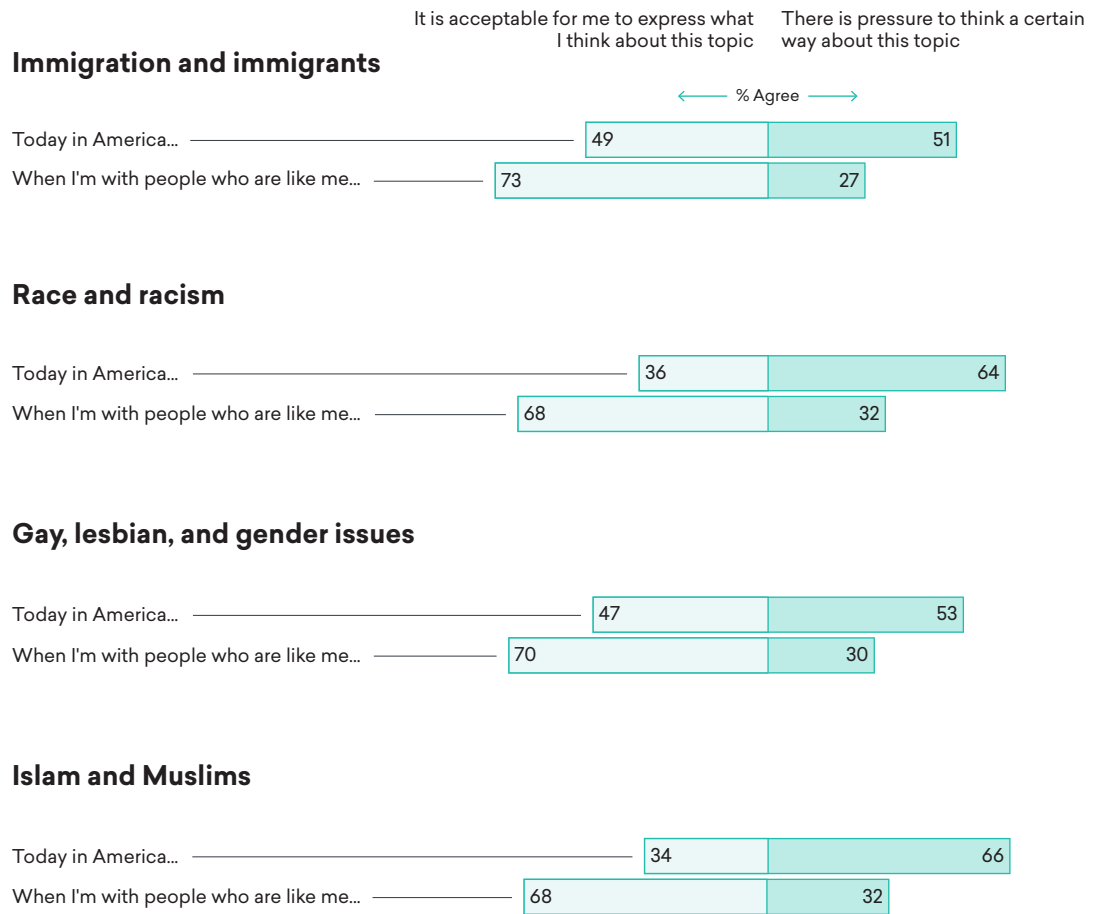 It is acceptable for me to express what
I think about this topic
There is pressure to think a certain
way about this topic
Immigration and immigrants
% Agree
Today in America... 49 51
When I'm with people who are like me... 73 27
Race and racism
Today in America... 36 64
When I'm with people who are like me... 68 32
Gay, lesbian, and gender issues
Today in America... 47 53
When I'm with people who are like me... 70 30
Islam and Muslims
Today in America... 34 66
When I'm with people who are like me... 68 32